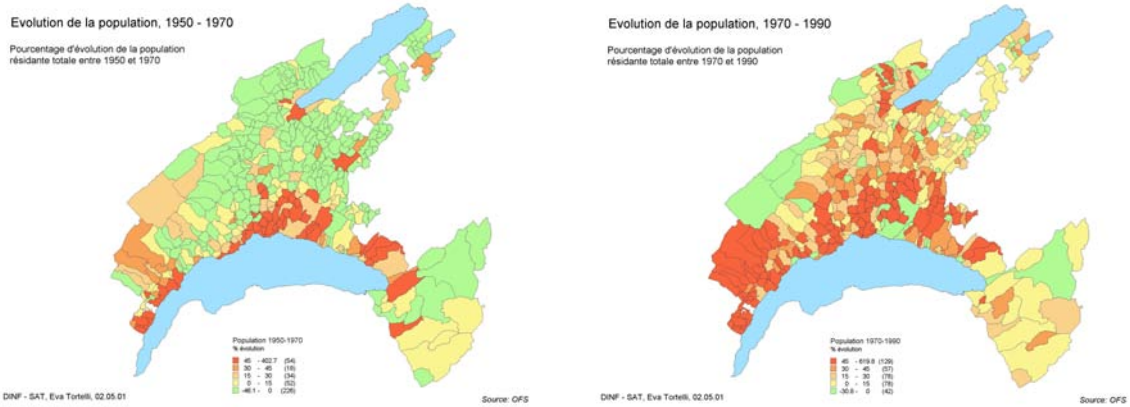 Evolution de la population, 1950 - 1970
Pourcentage d'évolution de la population
résidante totale entre 1950 et 1970
Population 1950-1970
% évolution
45 - 402.7 (54)
30 - 45 (18)
15 - 30 (34)
0 - 15 (52)
-46.1 - 0 (226)
DINF - SAT, Eva Tortelli, 02.05.01
Source: OFS
Evolution de la population, 1970 - 1990
Pourcentage d'évolution de la population
résidante totale entre 1970 et 1990
Population 1970-1990
% évolution
45 - 619.8 (129)
30 - 45 (57)
15 - 30 (78)
0 - 15 (78)
-30.8 - 0 (42)
DINF - SAT, Eva Tortelli, 02.05.01
Source: OFS